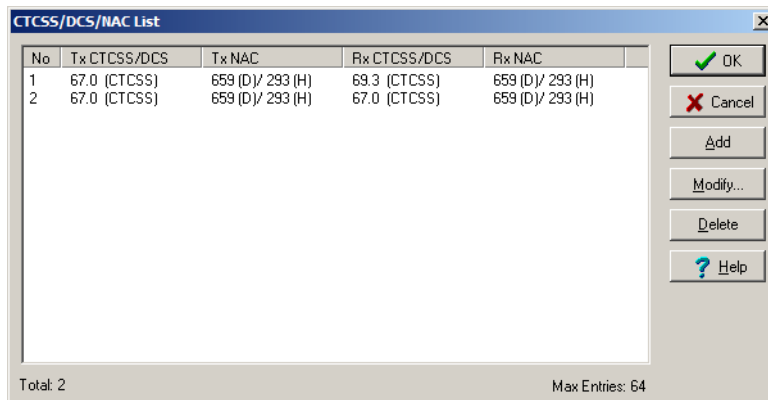 CTCSS/DCS/NAC List
No Tx CTCSS/DCS Tx NAC Rx CTCSS/DCS Rx NAC
1 67.0 (CTCSS) 659 (D)/ 293 (H) 69.3 (CTCSS) 659 (D)/ 293 (H)
2 67.0 (CTCSS) 659 (D)/ 293 (H) 67.0 (CTCSS) 659 (D)/ 293 (H)
OK
Cancel
Add
Modify...
Delete
? Help
Total: 2 Max Entries: 64